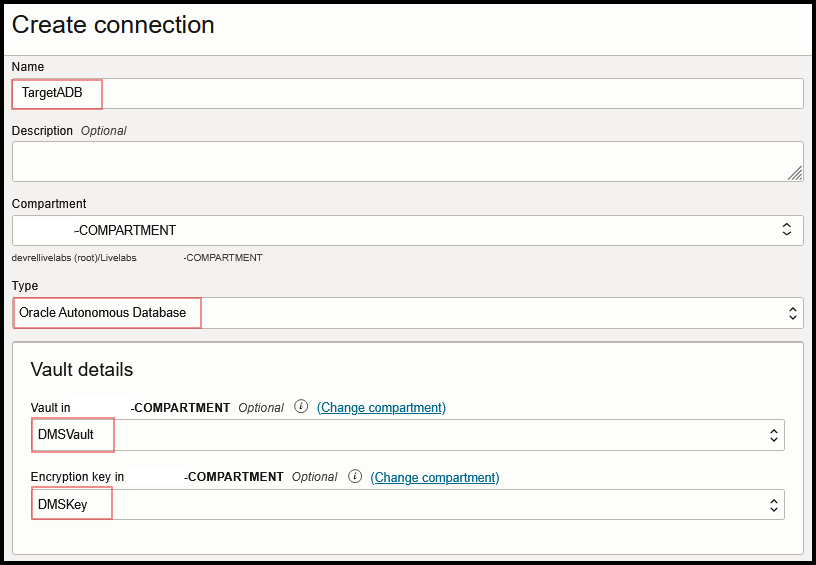 Create connection
Name
TargetADB
Description Optional
Compartment
-COMPARTMENT
devrellivelabs (root)/Livelabs -COMPARTMENT
Type
Oracle Autonomous Database
Vault details
Vault in -COMPARTMENT Optional (Change compartment)
DMSVault
Encryption key in -COMPARTMENT Optional (Change compartment)
DMSKey